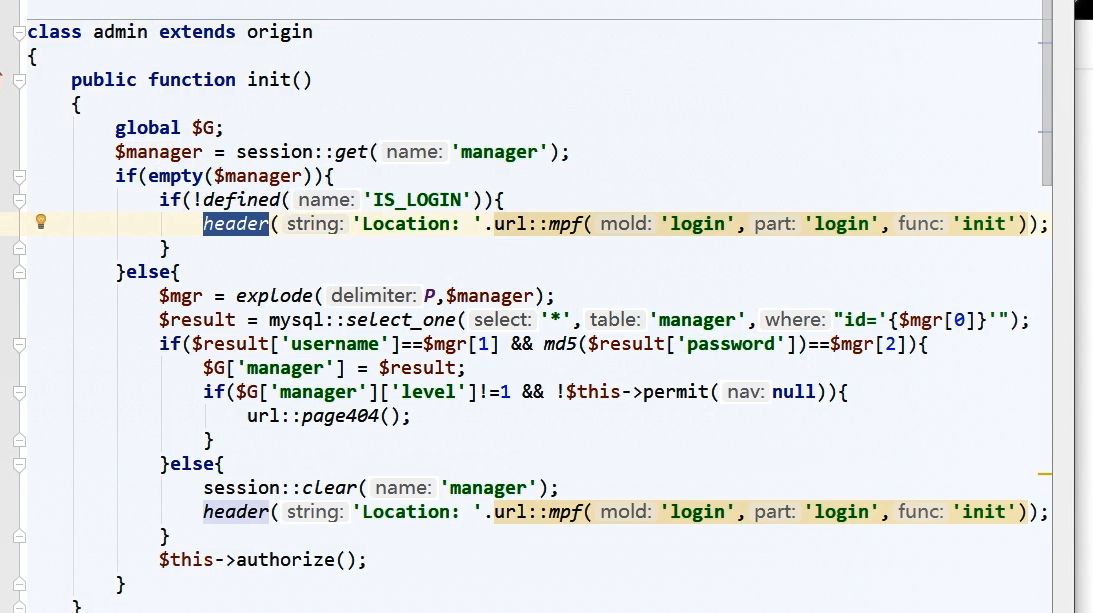 class admin extends origin
{
    public function init()
    {
        global $G;
        $manager = session::get( name: 'manager');
        if(empty($manager)){
            if(!defined( name: 'IS_LOGIN')){
                header( string: 'Location: '.url::mpf( mold: 'login', part: 'login', func: 'init'));
            }
        }else{
            $mgr = explode( delimiter: P,$manager);
            $result = mysql::select_one( select: '*', table: 'manager', where: "id='{$mgr[0]}'");
            if($result['username']==$mgr[1] && md5($result['password'])==$mgr[2]){
                $G['manager'] = $result;
                if($G['manager']['level']!=1 && !$this->permit( nav: null)){
                    url::page404();
                }
            }else{
                session::clear( name: 'manager');
                header( string: 'Location: '.url::mpf( mold: 'login', part: 'login', func: 'init'));
            }
            $this->authorize();
        }
    }